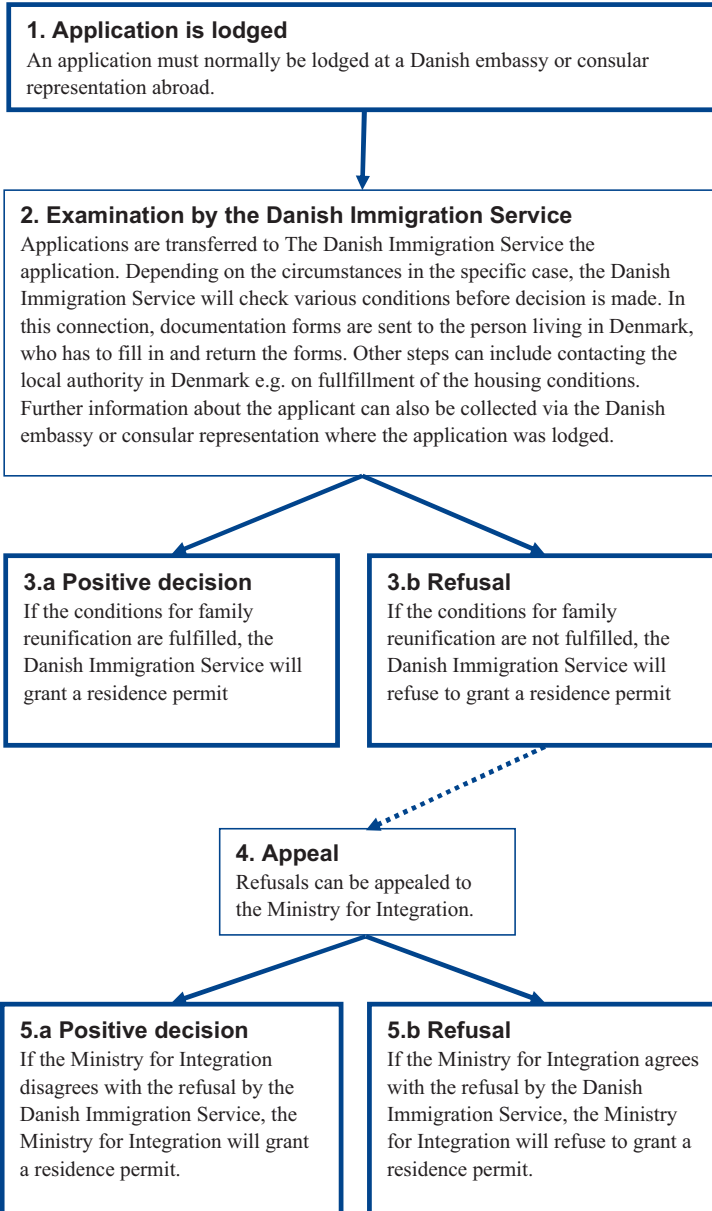 1. Application is lodged
An application must normally be lodged at a Danish embassy or consular
representation abroad.
2. Examination by the Danish Immigration Service
Applications are transferred to The Danish Immigration Service the
application. Depending on the circumstances in the specific case, the Danish
Immigration Service will check various conditions before decision is made. In
this connection, documentation forms are sent to the person living in Denmark,
who has to fill in and return the forms. Other steps can include contacting the
local authority in Denmark e.g. on fullfillment of the housing conditions.
Further information about the applicant can also be collected via the Danish
embassy or consular representation where the application was lodged.
3.a Positive decision
If the conditions for family
reunification are fulfilled, the
Danish Immigration Service will
grant a residence permit
3.b Refusal
If the conditions for family
reunification are not fulfilled, the
Danish Immigration Service will
refuse to grant a residence permit
4. Appeal
Refusals can be appealed to
the Ministry for Integration.
5.a Positive decision
If the Ministry for Integration
disagrees with the refusal by the
Danish Immigration Service, the
Ministry for Integration will grant
a residence permit.
5.b Refusal
If the Ministry for Integration agrees
with the refusal by the Danish
Immigration Service, the Ministry
for Integration will refuse to grant a
residence permit.